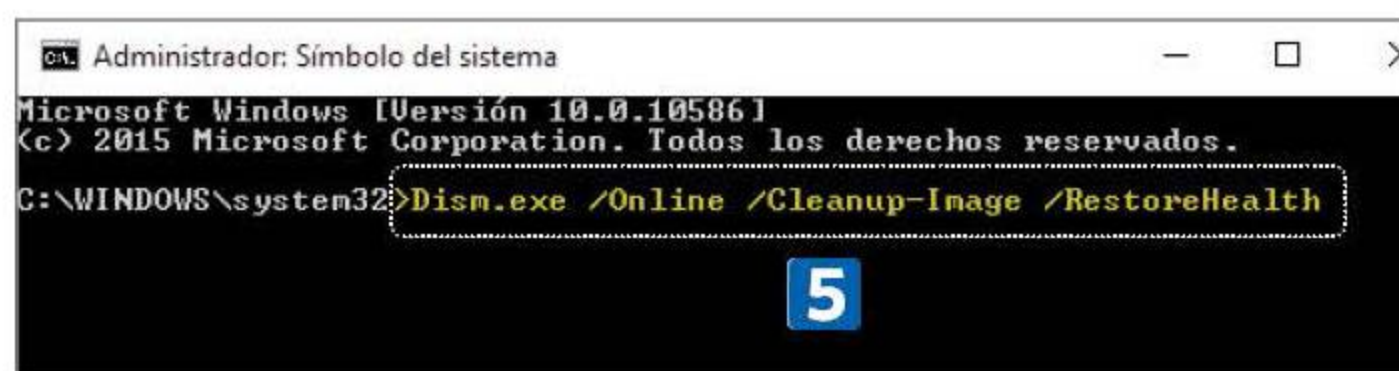 Administrador: Símbolo del sistema
Microsoft Windows [Versión 10.0.10586]
(c) 2015 Microsoft Corporation. Todos los derechos reservados.
C:\WINDOWS\system32>Dism.exe /Online /Cleanup-Image /RestoreHealth
5